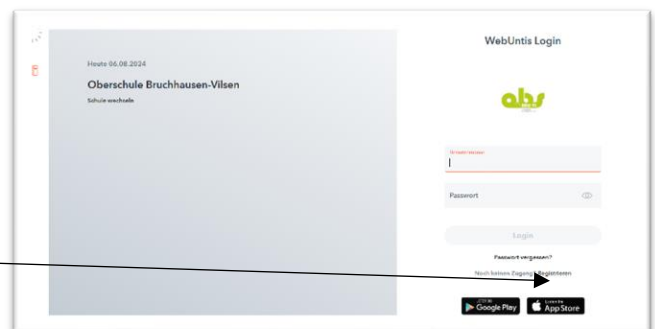 WebUntis Login
Heute 06.08.2024
Oberschule Bruchhausen-Vilsen
Schule wechseln
obs
Benutzername
Passwort
Login
Passwort vergessen?
Noch keinen Zugang? Registrieren
Google Play
App Store